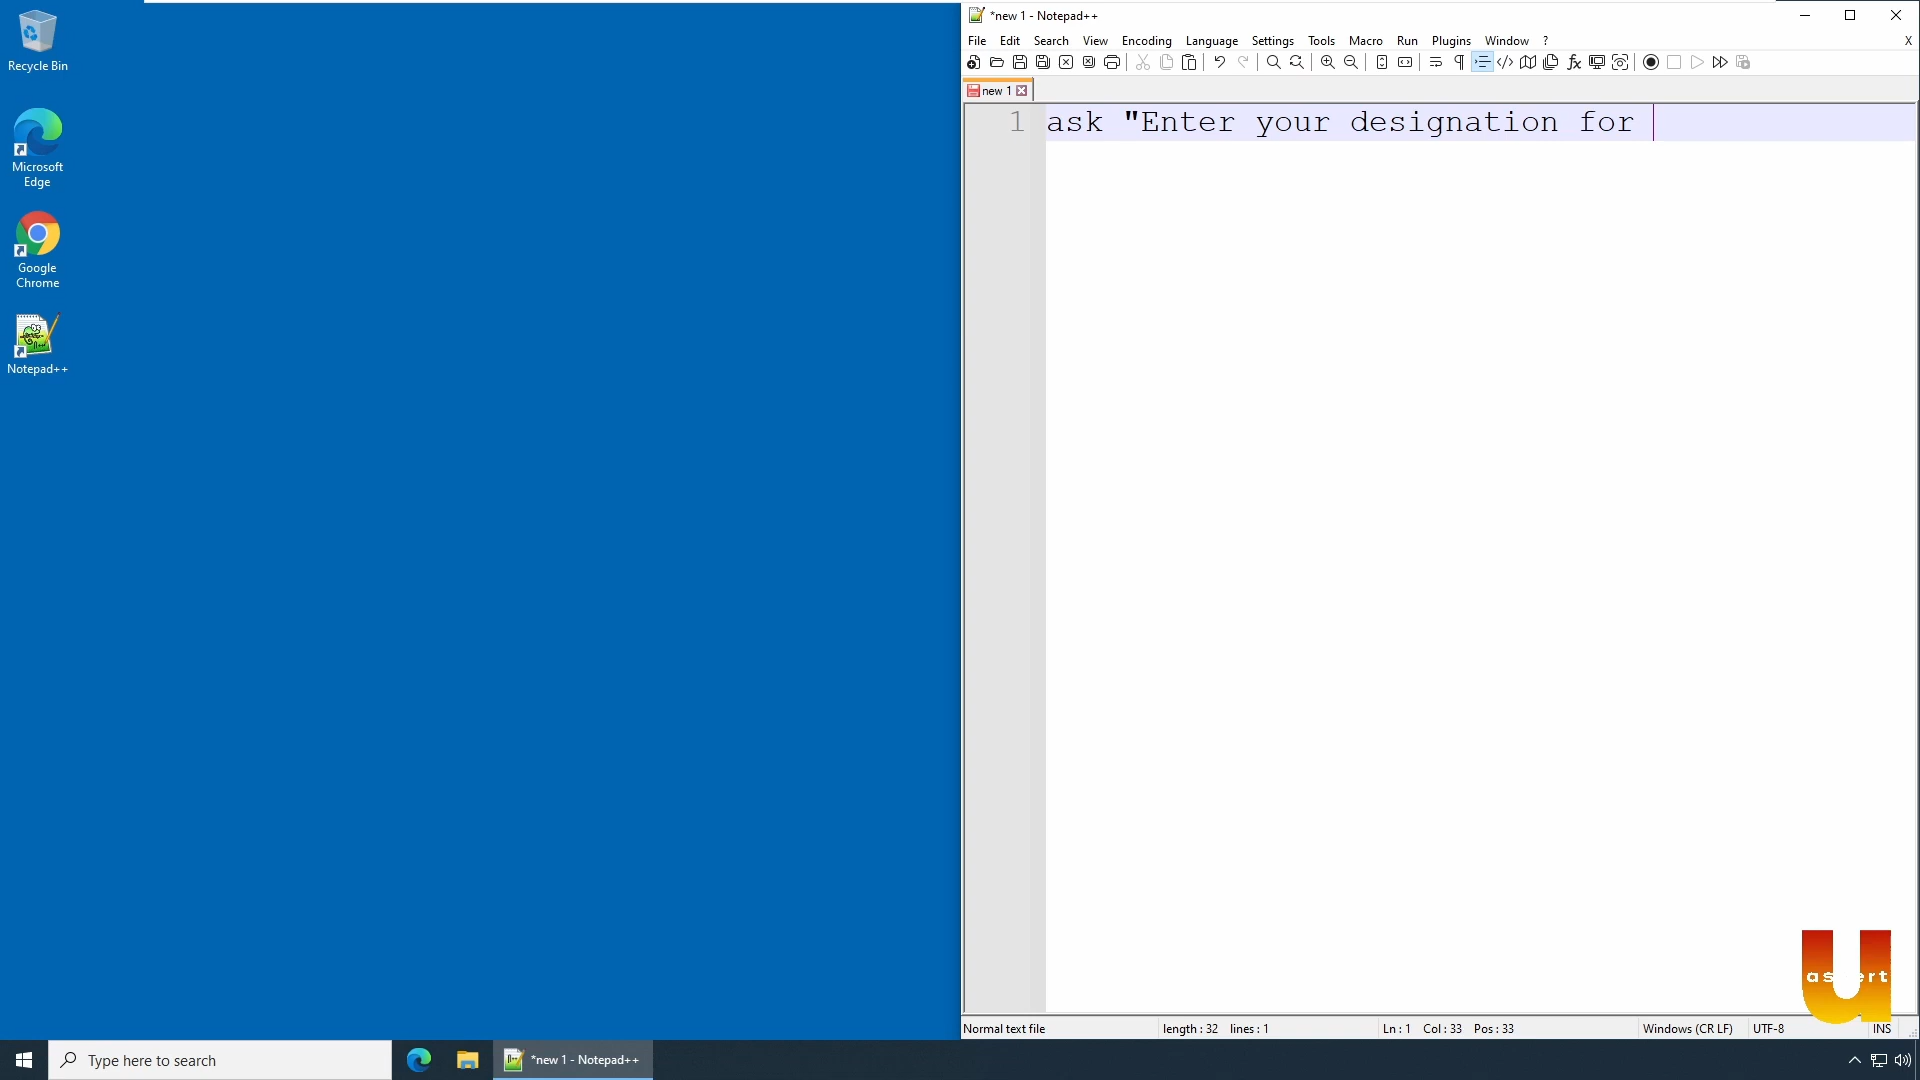 Recycle Bin
Microsoft
Edge
Google
Chrome
Notepad++
*new 1 - Notepad++
File Edit Search View Encoding Language Settings Tools Macro Run Plugins Window ? X
new 1
1 ask "Enter your designation for
Normal text file length : 32 lines : 1 Ln : 1 Col : 33 Pos : 33 Windows (CR LF) UTF-8 INS
Type here to search
*new 1 - Notepad++